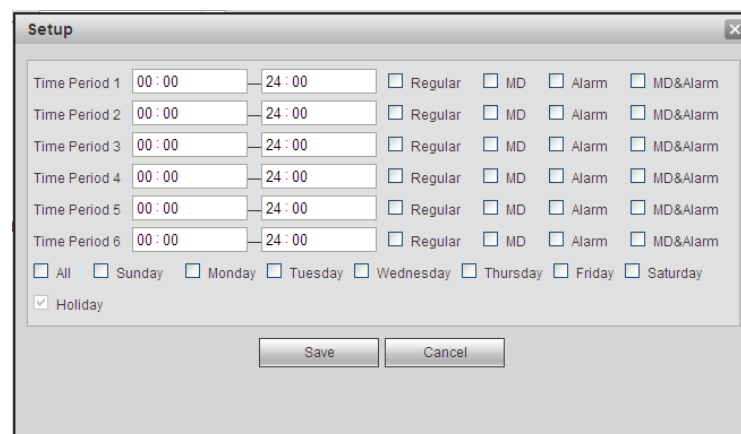 Setup
Time Period 1 00:00 — 24:00 Regular MD Alarm MD&Alarm
Time Period 2 00:00 — 24:00 Regular MD Alarm MD&Alarm
Time Period 3 00:00 — 24:00 Regular MD Alarm MD&Alarm
Time Period 4 00:00 — 24:00 Regular MD Alarm MD&Alarm
Time Period 5 00:00 — 24:00 Regular MD Alarm MD&Alarm
Time Period 6 00:00 — 24:00 Regular MD Alarm MD&Alarm
All Sunday Monday Tuesday Wednesday Thursday Friday Saturday
Holiday
Save Cancel